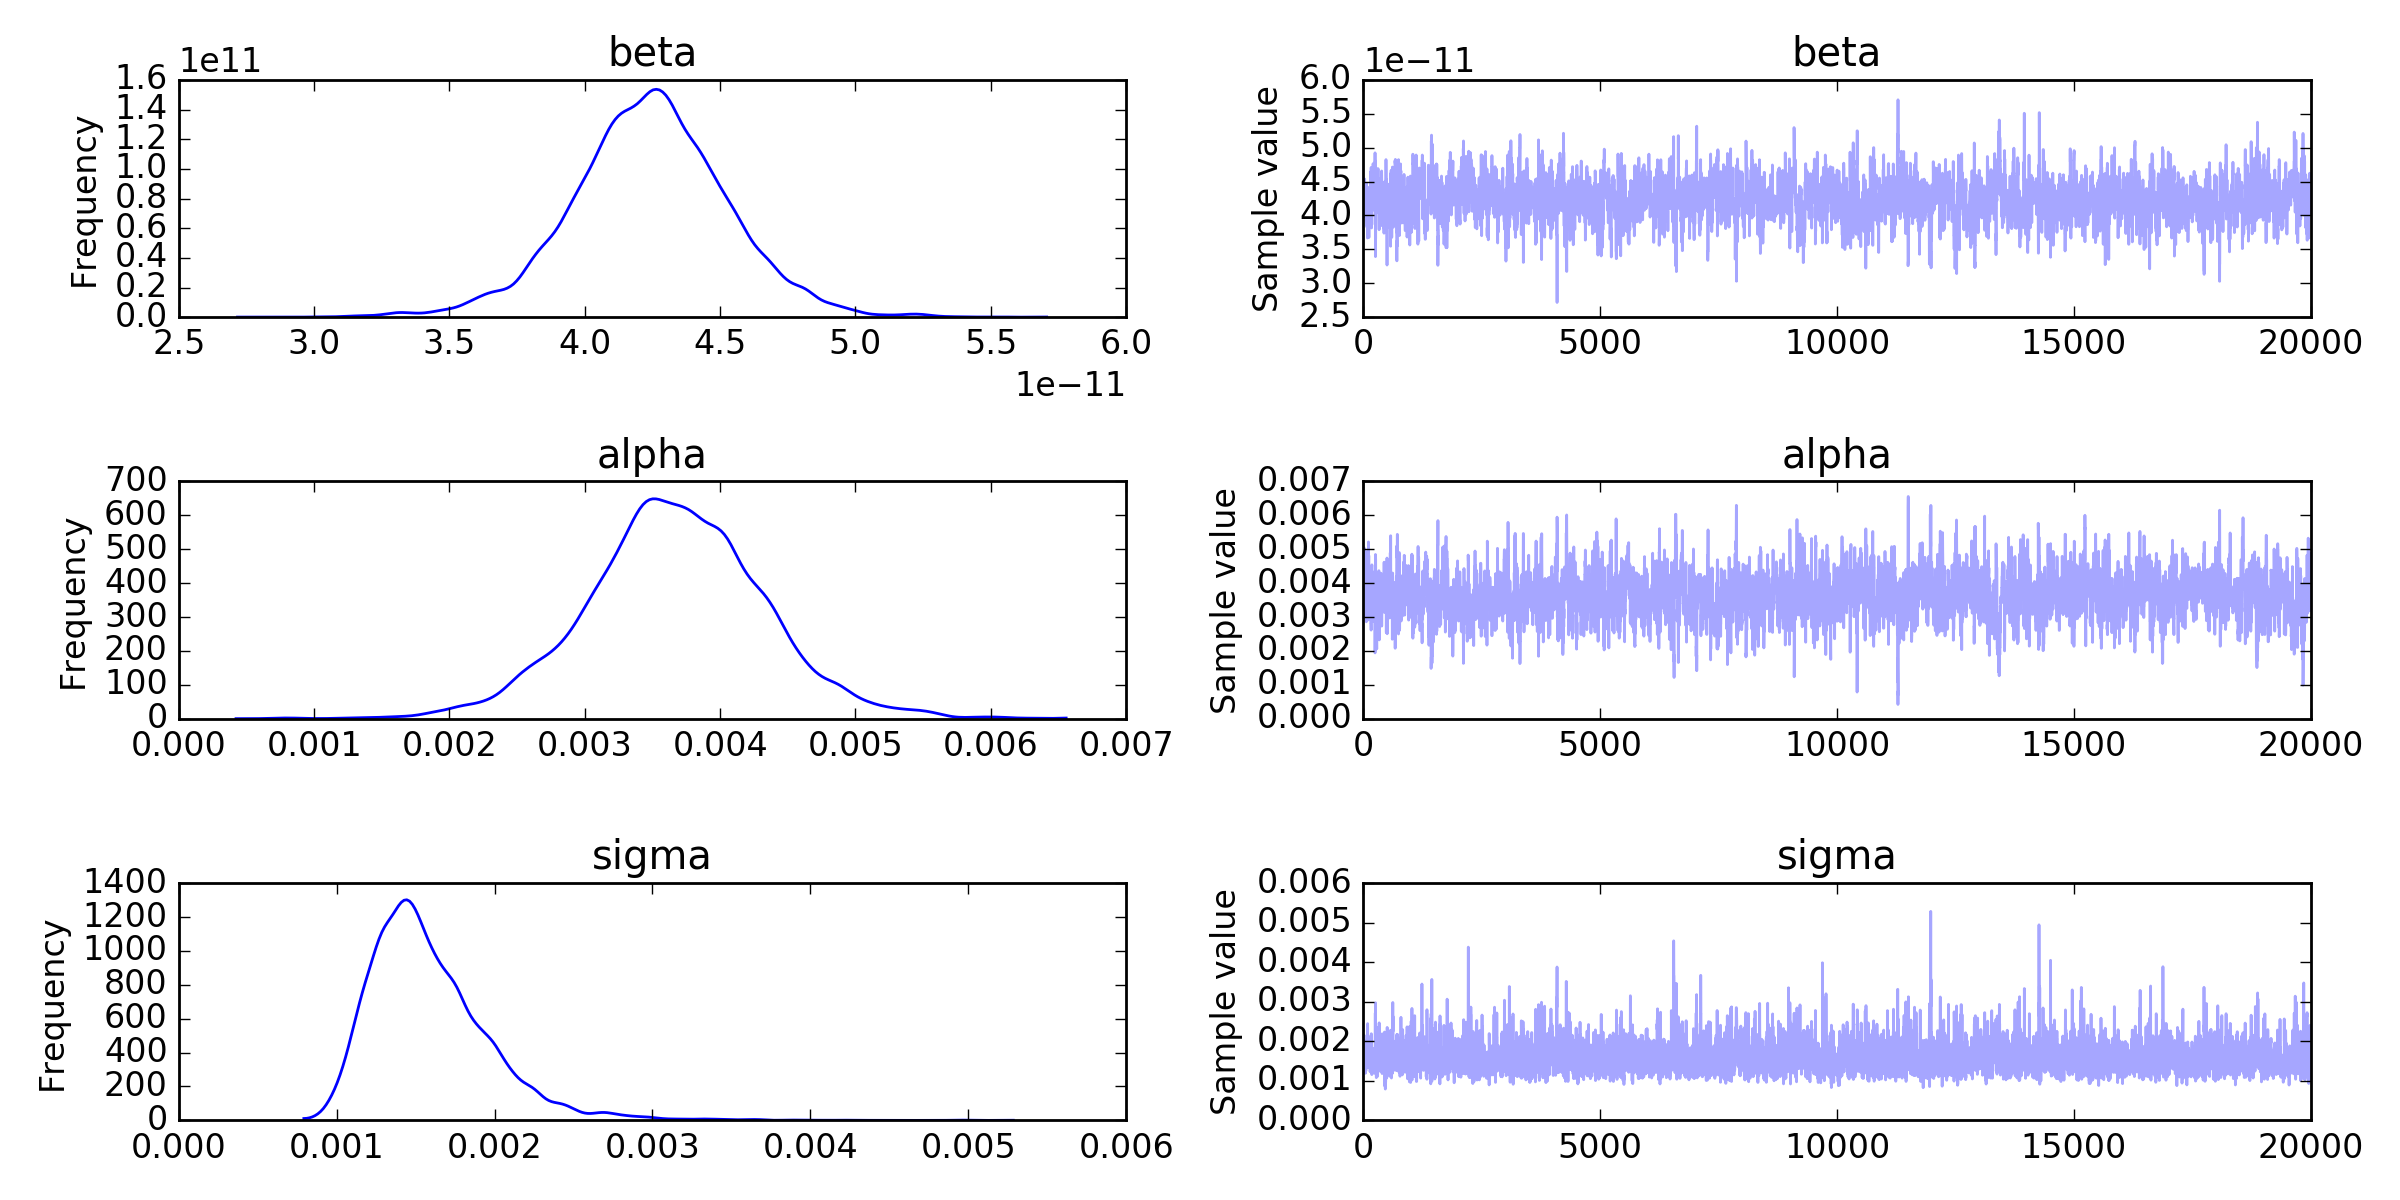 beta
1e11
Frequency
1.6
1.4
1.2
1.0
0.8
0.6
0.4
0.2
0.0
2.5 3.0 3.5 4.0 4.5 5.0 5.5 6.0
1e−11
beta
1e−11
Sample value
6.0
5.5
5.0
4.5
4.0
3.5
3.0
2.5
0 5000 10000 15000 20000
alpha
Frequency
700
600
500
400
300
200
100
0
0.000 0.001 0.002 0.003 0.004 0.005 0.006 0.007
alpha
Sample value
0.007
0.006
0.005
0.004
0.003
0.002
0.001
0.000
0 5000 10000 15000 20000
sigma
Frequency
1400
1200
1000
800
600
400
200
0
0.000 0.001 0.002 0.003 0.004 0.005 0.006
sigma
Sample value
0.006
0.005
0.004
0.003
0.002
0.001
0.000
0 5000 10000 15000 20000